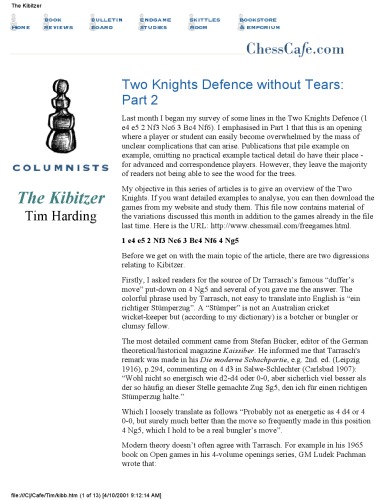 The Kibitzer
HOME
BOOK REVIEWS
BULLETIN BOARD
ENDGAME STUDIES
SKITTLES ROOM
BOOKSTORE & EMPORIUM
ChessCafe.com
Two Knights Defence without Tears:
Part 2
COLUMNISTS
The Kibitzer
Tim Harding
Last month I began my survey of some lines in the Two Knights Defence (1
e4 e5 2 Nf3 Nc6 3 Bc4 Nf6). I emphasised in Part 1 that this is an opening
where a player or student can easily become overwhelmed by the mass of
unclear complications that can arise. Publications that pile example on
example, omitting no practical example tactical detail do have their place -
for advanced and correspondence players. However, they leave the majority
of readers not being able to see the wood for the trees.
My objective in this series of articles is to give an overview of the Two
Knights. If you want detailed examples to analyse, you can then download the
games from my website and study them. This file now contains material of
the variations discussed this month in addition to the games already in the file
last time. Here is the URL: http://www.chessmail.com/freegames.html.
1 e4 e5 2 Nf3 Nc6 3 Bc4 Nf6 4 Ng5
Before we get on with the main topic of the article, there are two digressions
relating to Kibitzer.
Firstly, I asked readers for the source of Dr Tarrasch's famous "duffer's
move" put-down on 4 Ng5 and several of you gave me the answer. The
colorful phrase used by Tarrasch, not easy to translate into English is "ein
richtiger Stümperzug". A "Stümper" is not an Australian cricket
wicket-keeper but (according to my dictionary) is a botcher or bungler or
clumsy fellow.
The most detailed comment came from Stefan Bücker, editor of the German
theoretical/historical magazine Kaissiber. He informed me that Tarrasch's
remark was made in his Die moderne Schachpartie, e.g. 2nd. ed. (Leipzig
1916), p.294, commenting on 4 d3 in Salwe-Schlechter (Carlsbad 1907):
"Wohl nicht so energisch wie d2-d4 oder 0-0, aber sicherlich viel besser als
der so häufig an dieser Stelle gemachte Zug Sg5, den ich für einen richtigen
Stümperzug halte."
Which I loosely translate as follows "Probably not as energetic as 4 d4 or 4
0-0, but surely much better than the move so frequently made in this position
4 Ng5, which I hold to be a real bungler's move".
Modern theory doesn't often agree with Tarrasch. For example in his 1965
book on Open games in his 4-volume openings series, GM Ludek Pachman
wrote that:
file:///C|/Cafe/Tim/kibb.htm (1 of 13) [4/10/2001 9:12:14 AM]